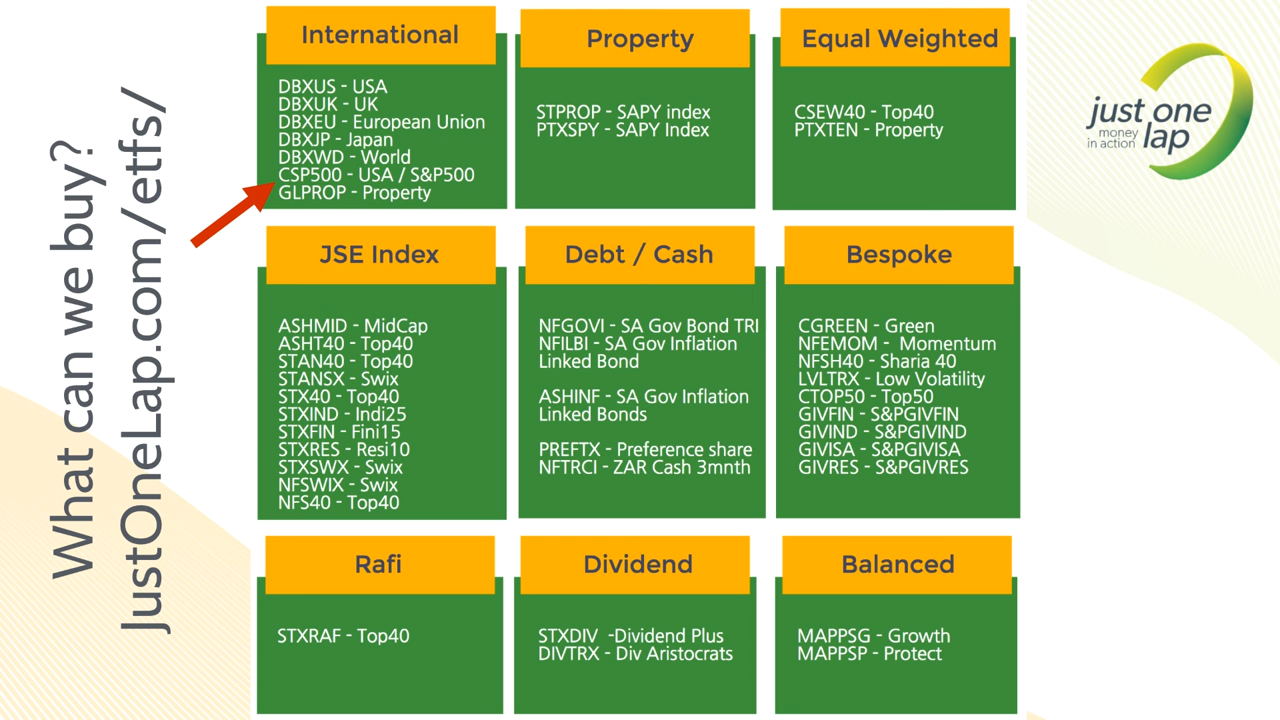 What can we buy?
JustOneLap.com/etfs/
International
DBXUS - USA
DBXUK - UK
DBXEU - European Union
DBXJP - Japan
DBXWD - World
CSP500 - USA / S&P500
GLPROP - Property
Property
STPROP - SAPY index
PTXSPY - SAPY Index
Equal Weighted
CSEW40 - Top40
PTXTEN - Property
just one lap
money in action
JSE Index
ASHMID - MidCap
ASHT40 - Top40
STAN40 - Top40
STANSX - Swix
STX40 - Top40
STXIND - Indi25
STXFIN - Fini15
STXRES - Resi10
STXSWX - Swix
NFSWIX - Swix
NFS40 - Top40
Debt / Cash
NFGOVI - SA Gov Bond TRI
NFILBI - SA Gov Inflation
Linked Bond
ASHINF - SA Gov Inflation
Linked Bonds
PREFTX - Preference share
NFTRCI - ZAR Cash 3mnth
Bespoke
CGREEN - Green
NFEMOM -  Momentum
NFSH40 - Sharia 40
LVLTRX - Low Volatility
CTOP50 - Top50
GIVFIN - S&PGIVFIN
GIVIND - S&PGIVIND
GIVISA - S&PGIVISA
GIVRES - S&PGIVRES
Rafi
STXRAF - Top40
Dividend
STXDIV  -Dividend Plus
DIVTRX - Div Aristocrats
Balanced
MAPPSG - Growth
MAPPSP - Protect